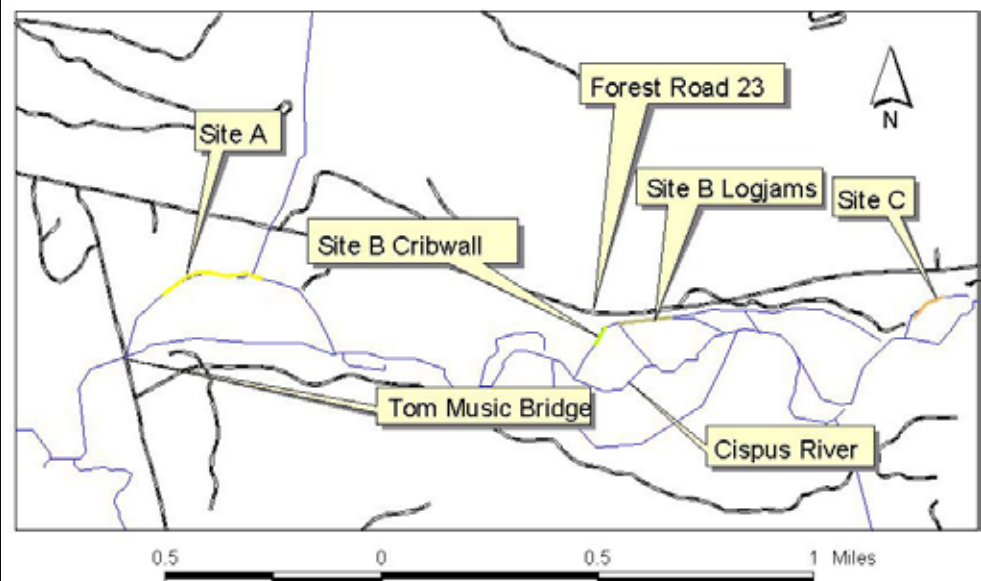 Forest Road 23
Site A
N
Site B Logjams
Site C
Site B Cribwall
Tom Music Bridge
Cispus River
0.5 0 0.5 1 Miles